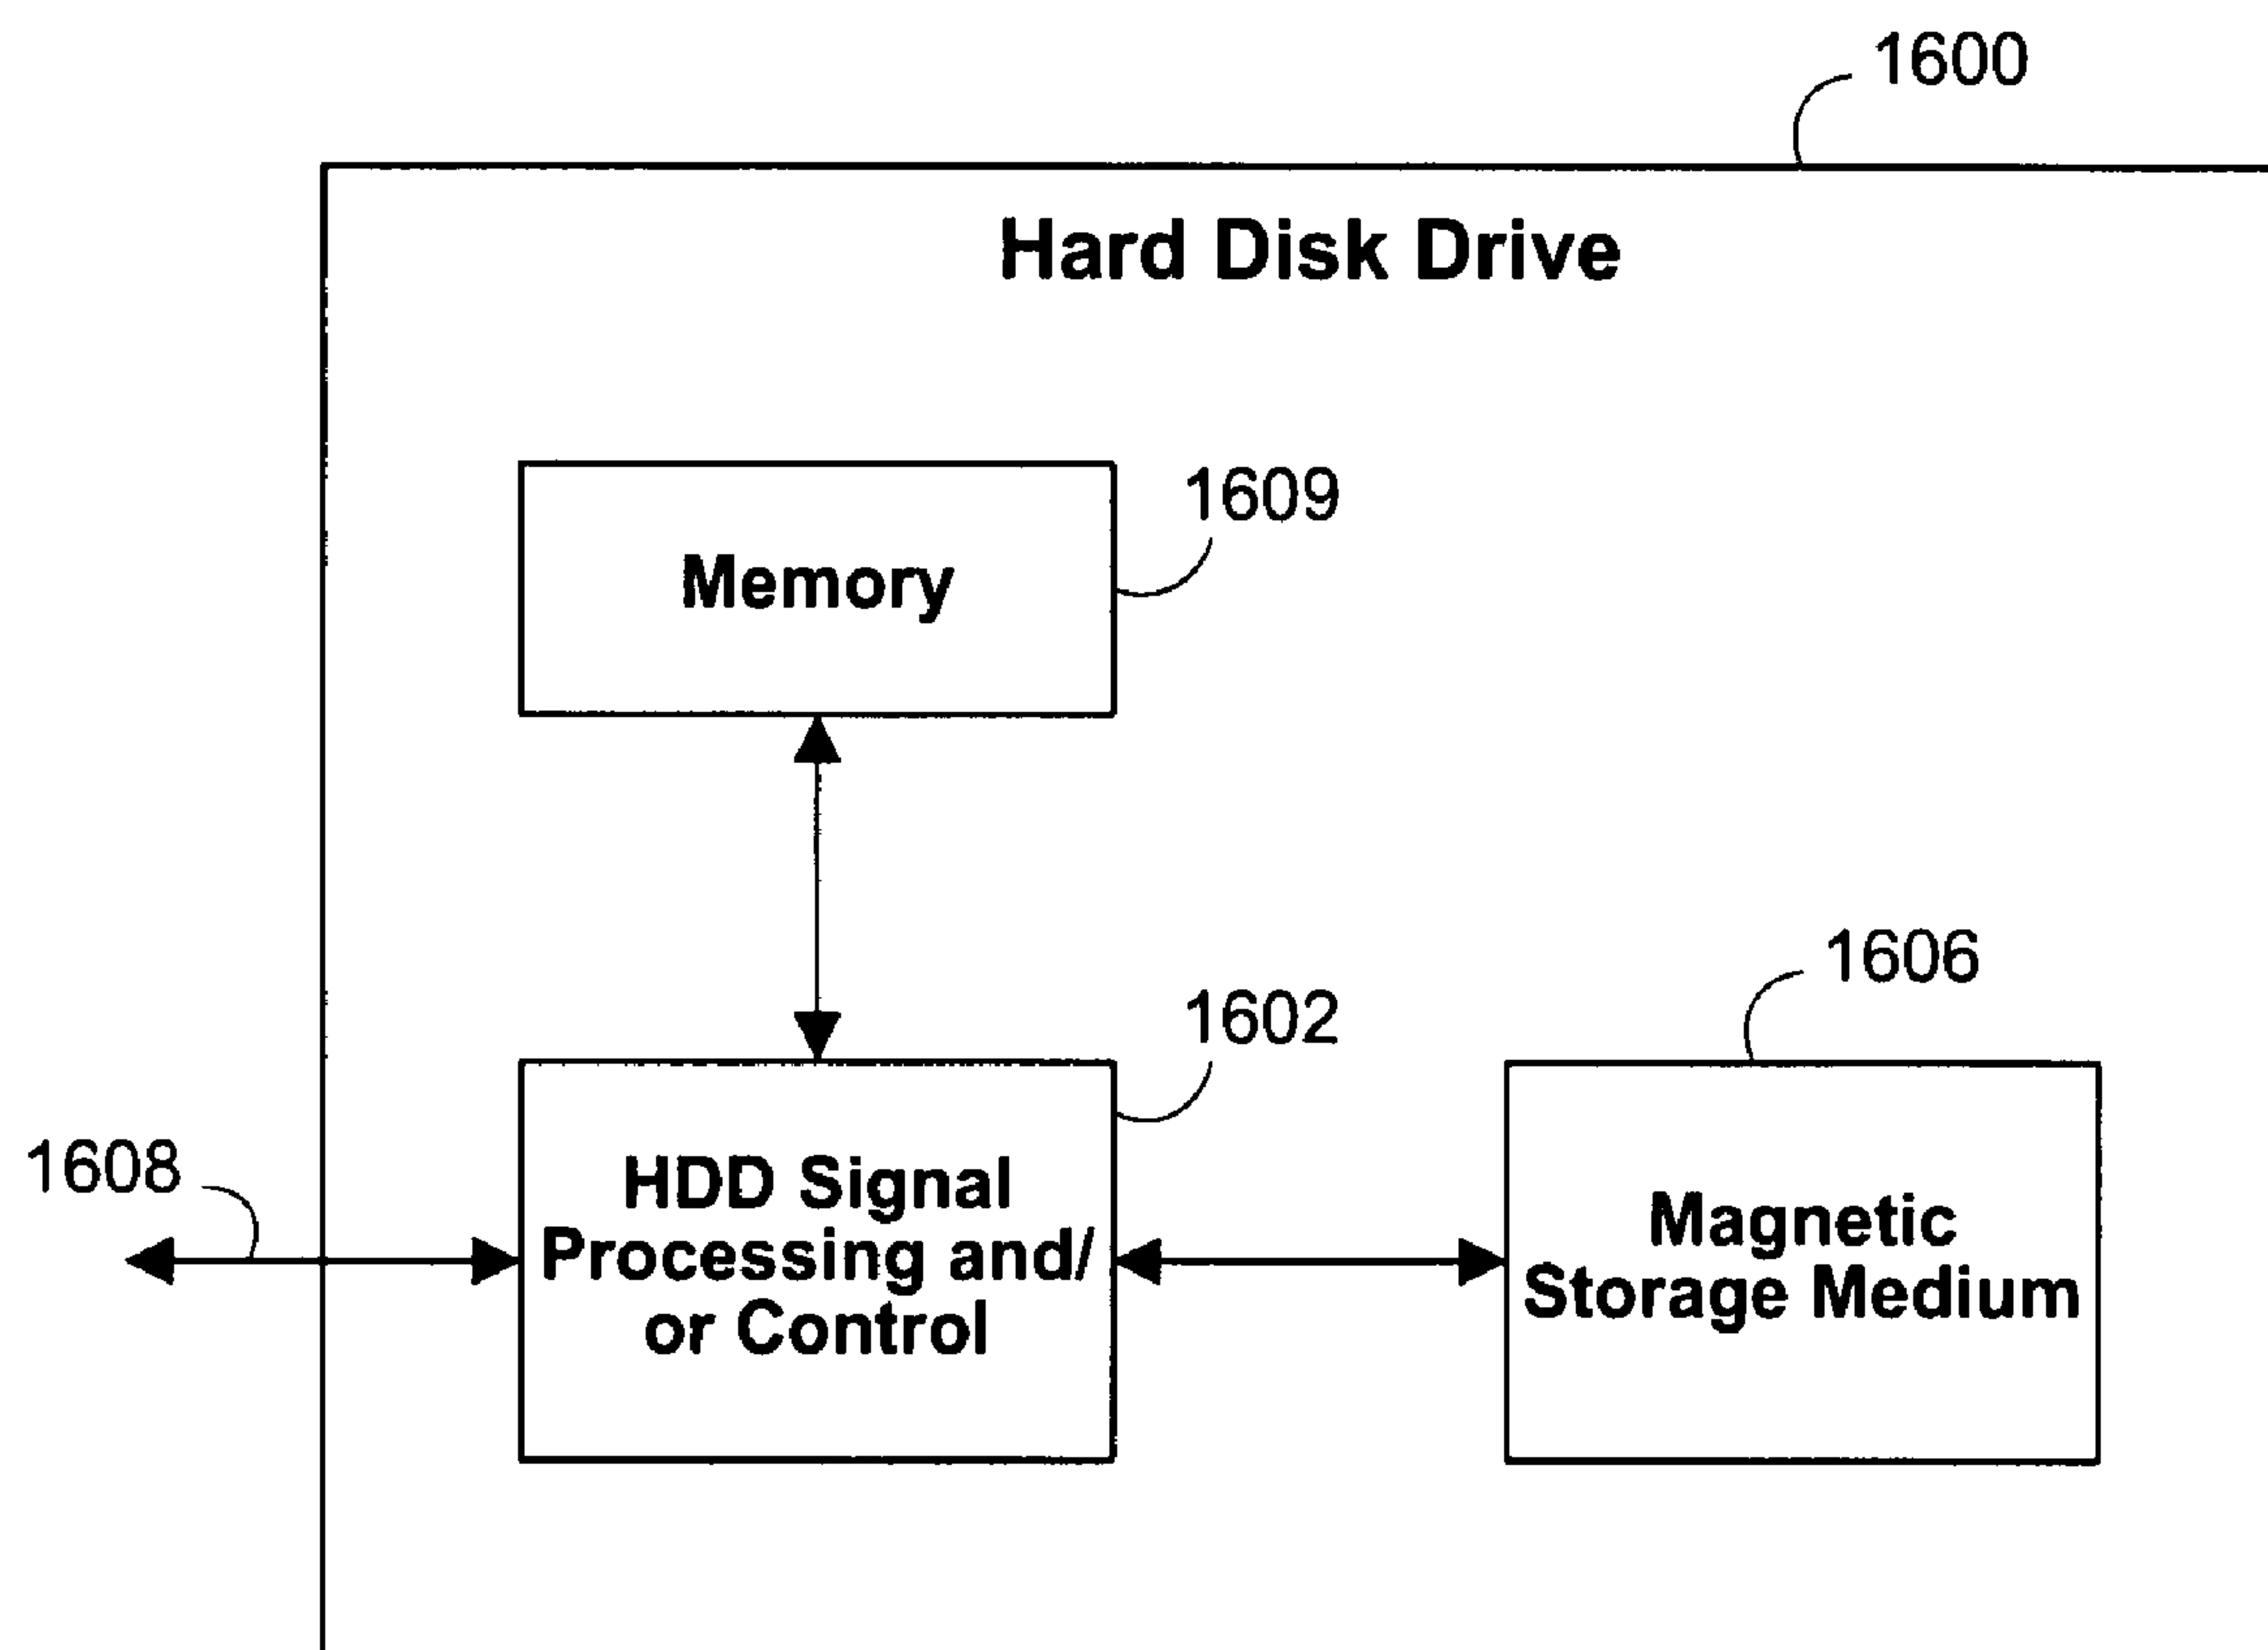 1600
Hard Disk Drive
1609
Memory
1606
1602
1608
HDD Signal
Processing and/
or Control
Magnetic
Storage Medium